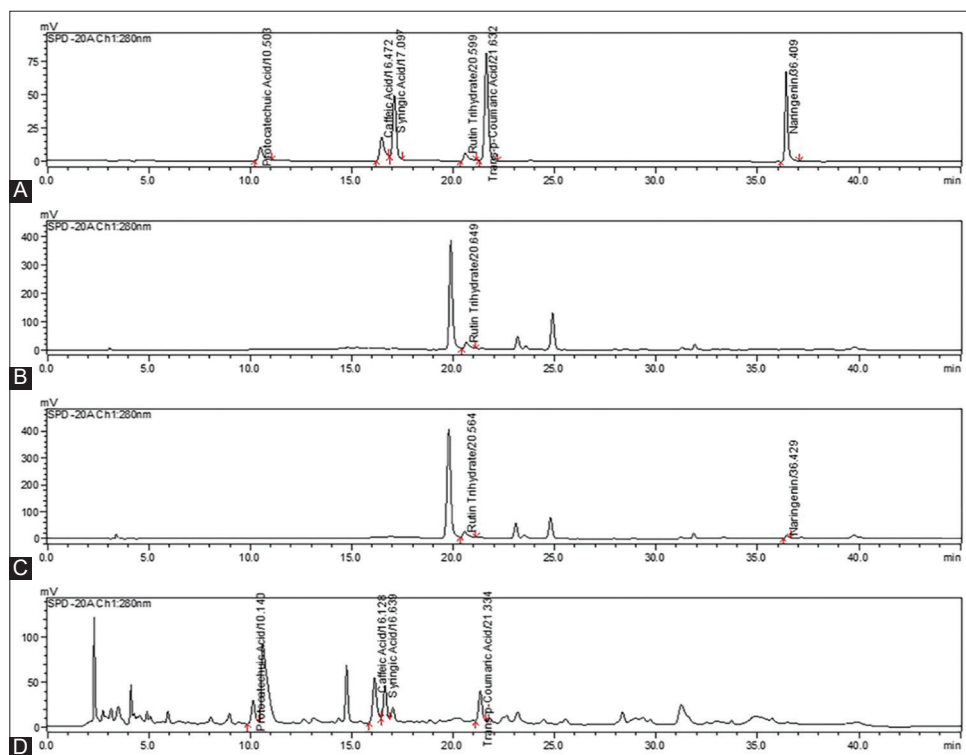 mV
SPD-20A Ch1:280nm
75
50
25
0
Protocatechuic Acid/10.503
Caffeic Acid/16.472
Syringic Acid/17.097
Rutin Trihydrate/20.599
Trans-p-Coumaric Acid/21.632
Naringenin/36.409
0.0 5.0 10.0 15.0 20.0 25.0 30.0 35.0 40.0 min
A
mV
SPD-20A Ch1:280nm
400
300
200
100
0
Rutin Trihydrate/20.649
0.0 5.0 10.0 15.0 20.0 25.0 30.0 35.0 40.0 min
B
mV
SPD-20A Ch1:280nm
400
300
200
100
0
Rutin Trihydrate/20.564
Naringenin/36.429
0.0 5.0 10.0 15.0 20.0 25.0 30.0 35.0 40.0 min
C
mV
SPD-20A Ch1:280nm
100
50
0
Protocatechuic Acid/10.140
Caffeic Acid/16.128
Syringic Acid/16.639
Trans-p-Coumaric Acid/21.334
0.0 5.0 10.0 15.0 20.0 25.0 30.0 35.0 40.0 min
D